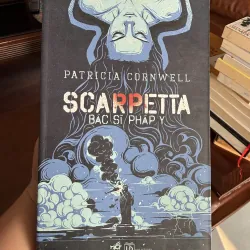 PATRICIA CORNWELL
SCARPETTA
BÁC SĨ PHÁP Y